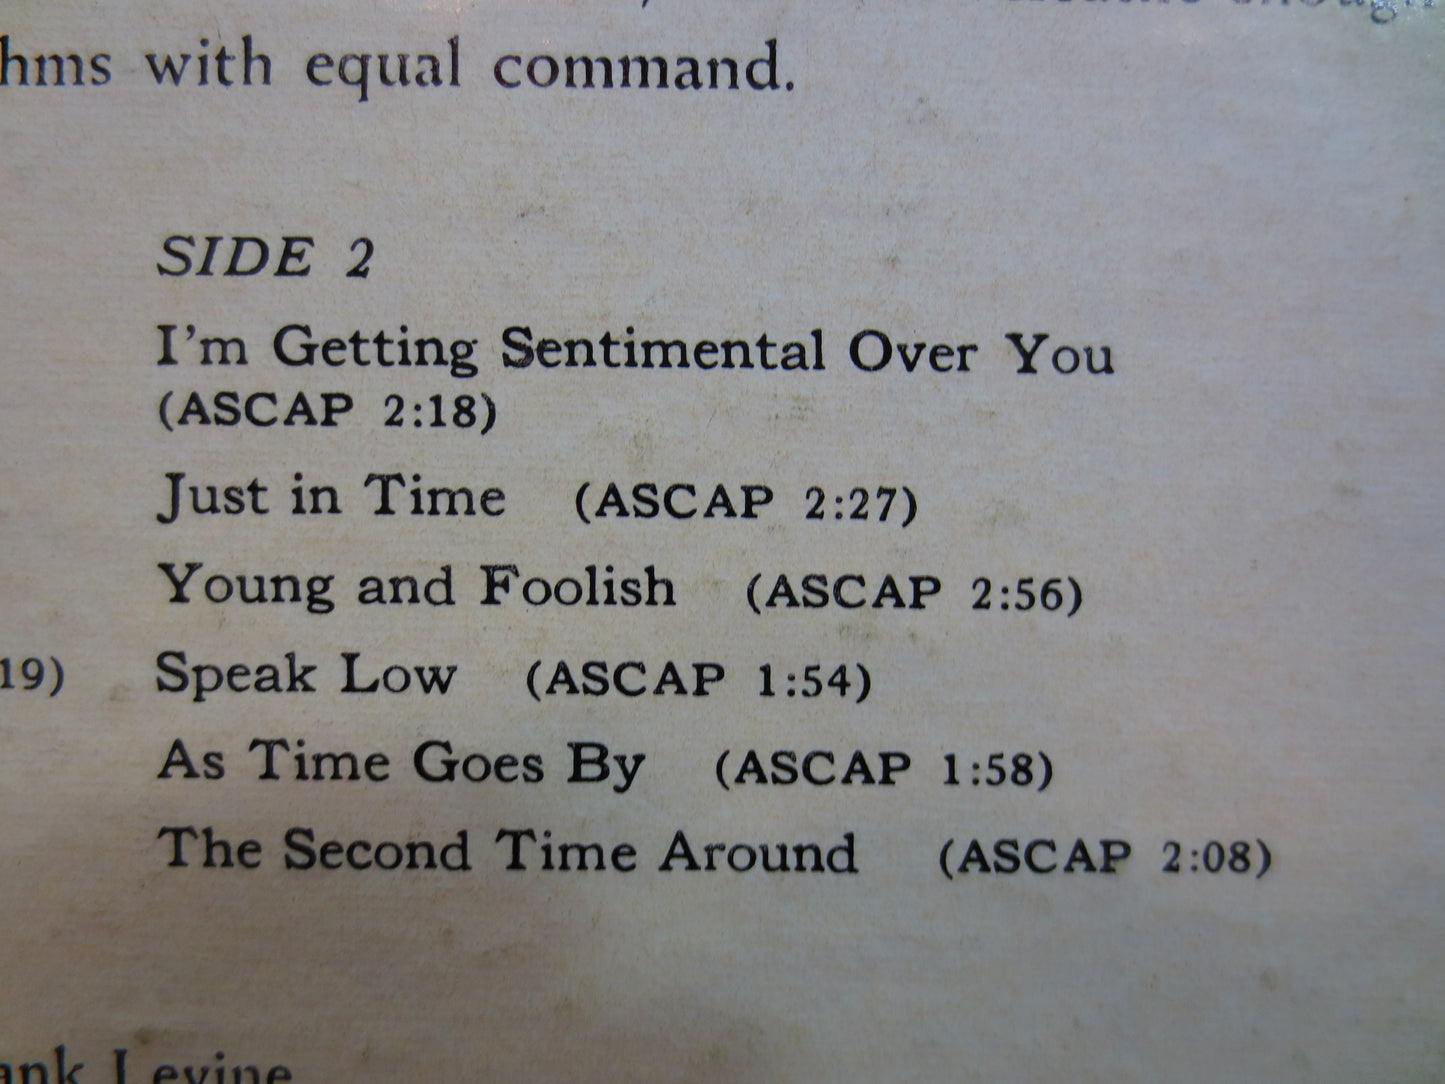 hms with equal command.
SIDE 2
I'm Getting Sentimental Over You
(ASCAP 2:18)
Just in Time (ASCAP 2:27)
Young and Foolish (ASCAP 2:56)
19) Speak Low (ASCAP 1:54)
As Time Goes By (ASCAP 1:58)
The Second Time Around (ASCAP 2:08)
ank Levine